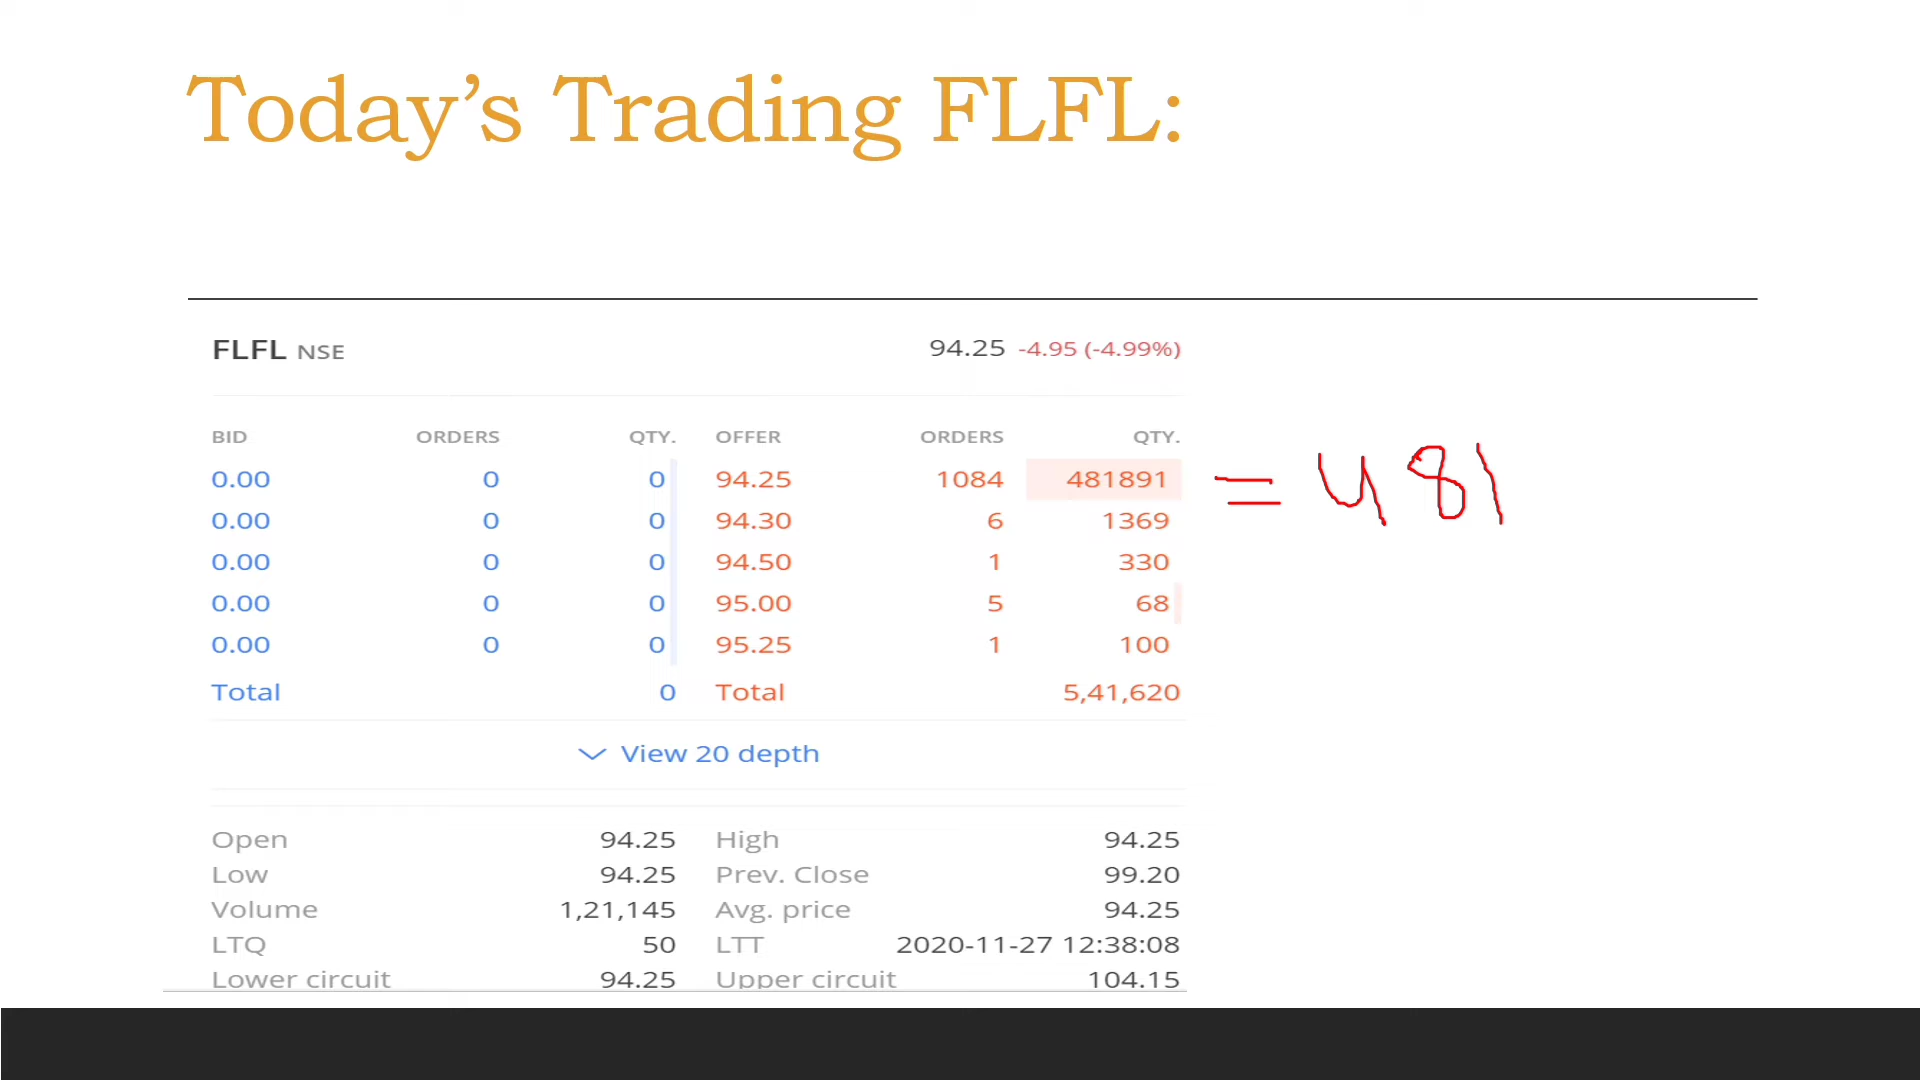 Today’s Trading FLFL:
FLFL NSE 94.25 -4.95 (-4.99%)
BID ORDERS QTY. OFFER ORDERS QTY.
0.00 0 0 94.25 1084 481891 = 481
0.00 0 0 94.30 6 1369
0.00 0 0 94.50 1 330
0.00 0 0 95.00 5 68
0.00 0 0 95.25 1 100
Total 0 Total 5,41,620
View 20 depth
Open 94.25 High 94.25
Low 94.25 Prev. Close 99.20
Volume 1,21,145 Avg. price 94.25
LTQ 50 LTT 2020-11-27 12:38:08
Lower circuit 94.25 Upper circuit 104.15